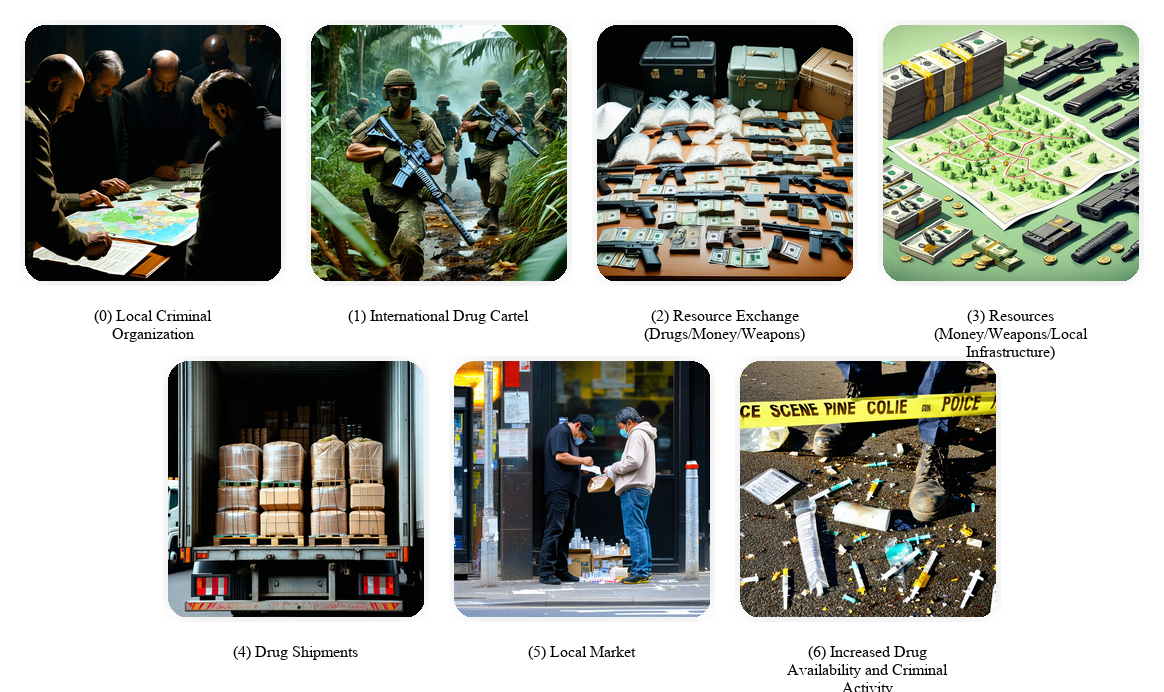 (0) Local Criminal
Organization
(1) International Drug Cartel
(2) Resource Exchange
(Drugs/Money/Weapons)
(3) Resources
(Money/Weapons/Local
Infrastructure)
CE SCENE PINE COLIE POICE
(4) Drug Shipments
(5) Local Market
(6) Increased Drug
Availability and Criminal
Activity